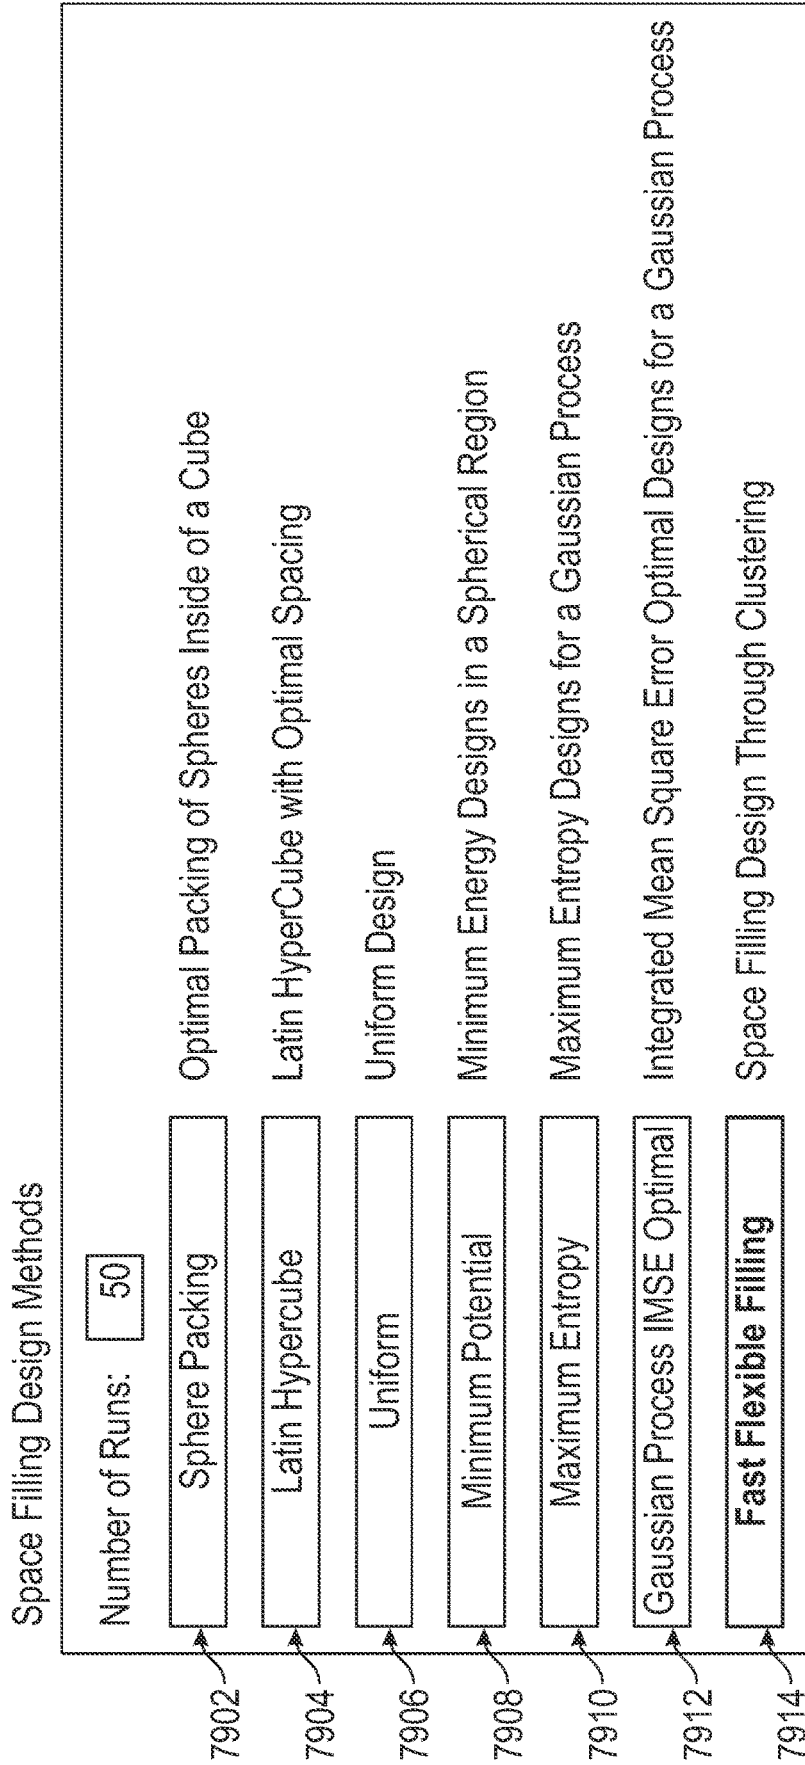 Space Filling Design Methods
Number of Runs: 50
7902 Sphere Packing Optimal Packing of Spheres Inside of a Cube
7904 Latin Hypercube Latin HyperCube with Optimal Spacing
7906 Uniform Uniform Design
7908 Minimum Potential Minimum Energy Designs in a Spherical Region
7910 Maximum Entropy Maximum Entropy Designs for a Gaussian Process
7912 Gaussian Process IMSE Optimal Integrated Mean Square Error Optimal Designs for a Gaussian Process
7914 Fast Flexible Filling Space Filling Design Through Clustering